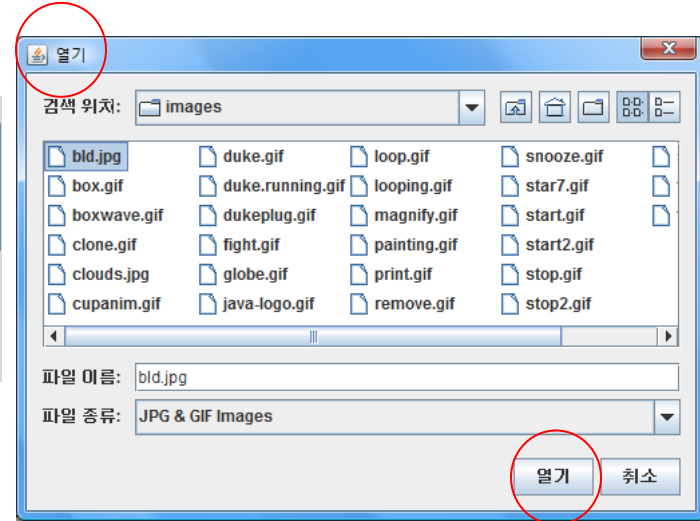 열기
검색 위치: images
bld.jpg duke.gif loop.gif snooze.gif
box.gif duke.running.gif looping.gif star7.gif
boxwave.gif dukeplug.gif magnify.gif start.gif
clone.gif fight.gif painting.gif start2.gif
clouds.jpg globe.gif print.gif stop.gif
cupanim.gif java-logo.gif remove.gif stop2.gif
파일 이름: bld.jpg
파일 종류: JPG & GIF Images
열기 취소